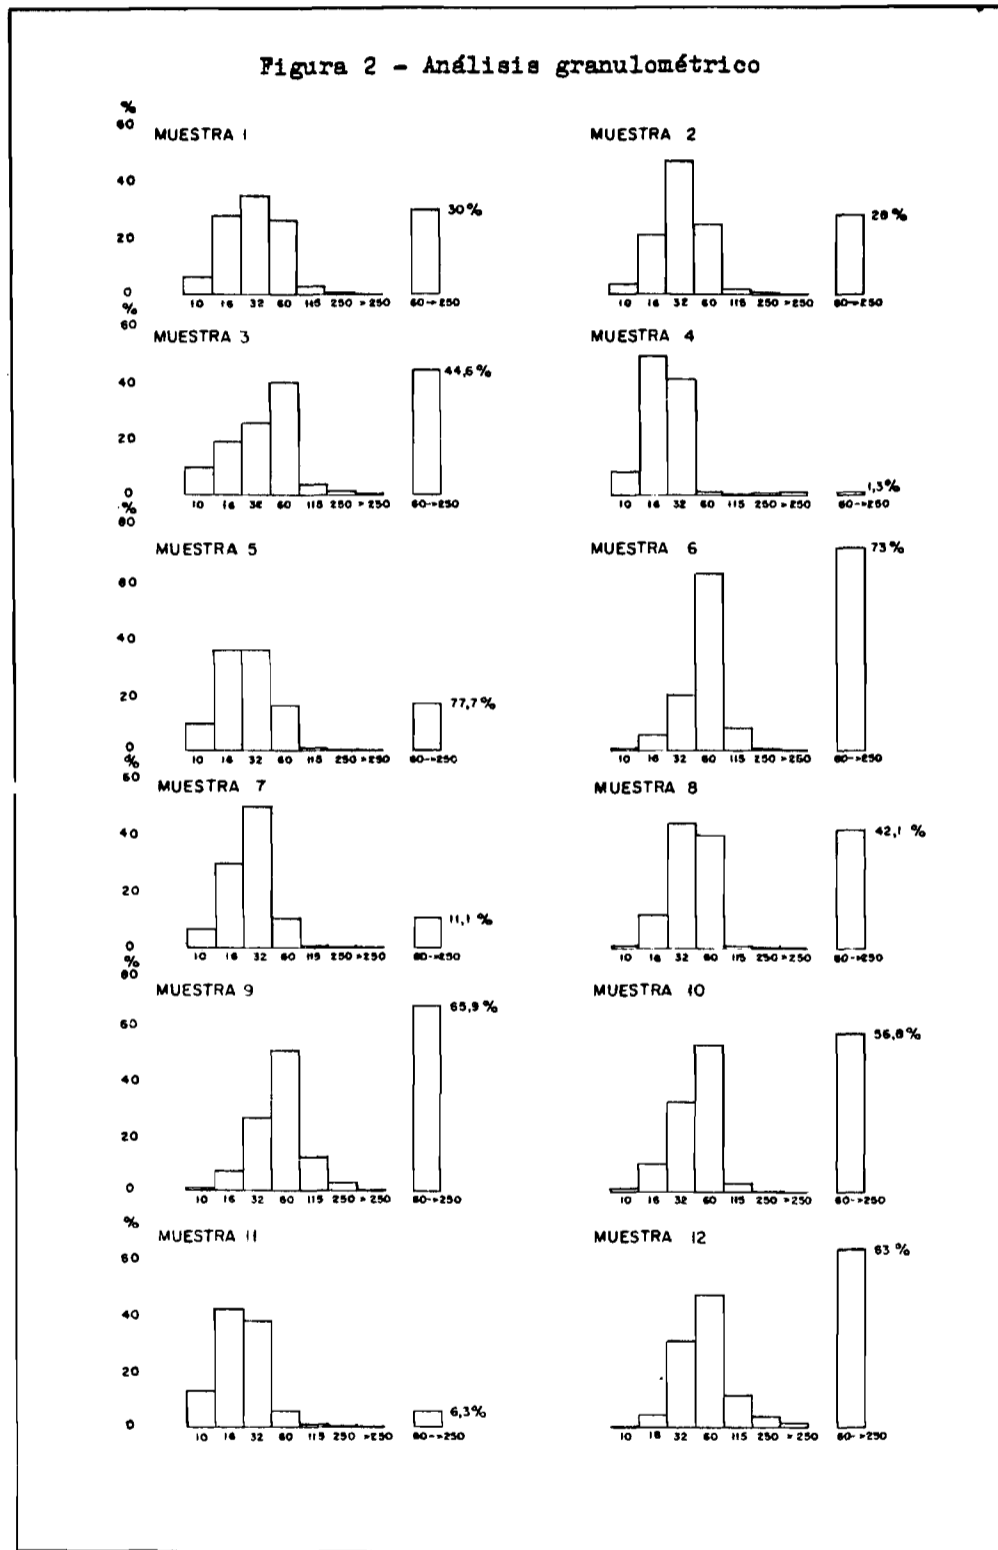 Figura 2 - Análisis granulométrico
%
60
40
20
0
MUESTRA 1
30%
10 16 32 60 115 250 >250
60->250
MUESTRA 2
28%
10 16 32 60 115 250 >250
60->250
%
60
40
20
0
MUESTRA 3
44,6%
10 16 32 60 115 250 >250
60->250
MUESTRA 4
1,3%
10 16 32 60 115 250 >250
60->250
%
80
60
40
20
0
MUESTRA 5
77,7%
10 16 32 60 115 250 >250
60->250
MUESTRA 6
73%
10 16 32 60 115 250 >250
60->250
%
60
40
20
0
MUESTRA 7
11,1 %
10 16 32 60 115 250 >250
60->250
MUESTRA 8
42,1 %
10 16 32 60 115 250 >250
60->250
%
80
60
40
20
0
MUESTRA 9
65,9%
10 16 32 60 115 250 >250
60->250
MUESTRA 10
56,8%
10 16 32 60 115 250 >250
60->250
%
60
40
20
0
MUESTRA 11
6,3%
10 16 32 60 115 250 >250
60->250
MUESTRA 12
63 %
10 16 32 60 115 250 >250
60->250